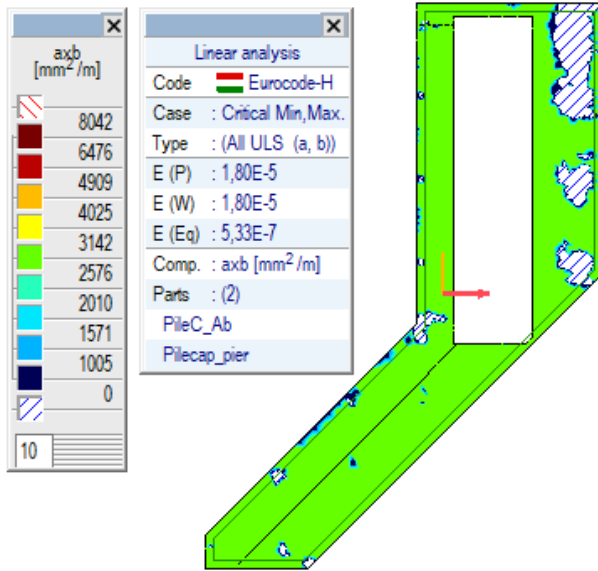 axb
[mm²/m]
8042
6476
4909
4025
3142
2576
2010
1571
1005
0
10
Linear analysis
Code Eurocode-H
Case : Critical Min,Max.
Type : (All ULS (a, b))
E (P) : 1,80E-5
E (W) : 1,80E-5
E (Eq) : 5,33E-7
Comp. : axb [mm²/m]
Parts : (2)
PileC_Ab
Pilecap_pier